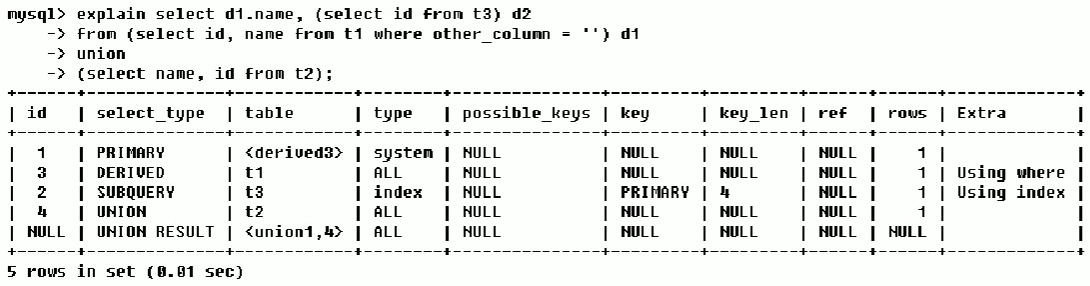 mysql> explain select d1.name, (select id from t3) d2
    -> from (select id, name from t1 where other_column = '') d1
    -> union
    -> (select name, id from t2);
+------+--------------+------------+--------+---------------+---------+---------+------+------+-------------+
| id   | select_type  | table      | type   | possible_keys | key     | key_len | ref  | rows | Extra       |
+------+--------------+------------+--------+---------------+---------+---------+------+------+-------------+
|  1   | PRIMARY      | <derived3> | system | NULL          | NULL    | NULL    | NULL |    1 |             |
|  3   | DERIVED      | t1         | ALL    | NULL          | NULL    | NULL    | NULL |    1 | Using where |
|  2   | SUBQUERY     | t3         | index  | NULL          | PRIMARY | 4       | NULL |    1 | Using index |
|  4   | UNION        | t2         | ALL    | NULL          | NULL    | NULL    | NULL |    1 |             |
| NULL | UNION RESULT | <union1,4> | ALL    | NULL          | NULL    | NULL    | NULL | NULL |             |
+------+--------------+------------+--------+---------------+---------+---------+------+------+-------------+
5 rows in set (0.01 sec)